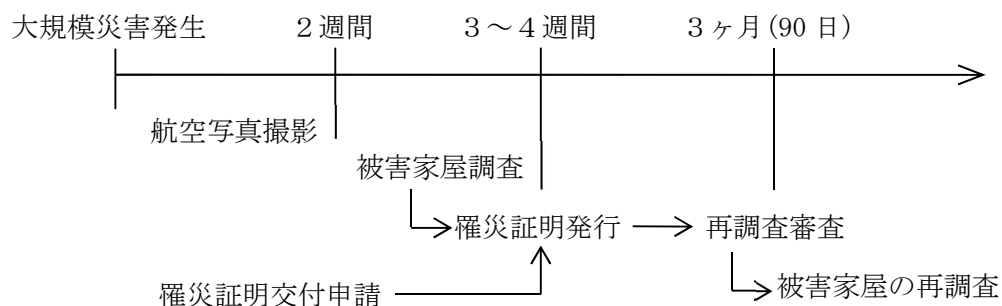 大規模災害発生 2週間 3～4週間 3ヶ月(90 日)
航空写真撮影
被害家屋調査
罹災証明発行 再調査審査
罹災証明交付申請 被害家屋の再調査